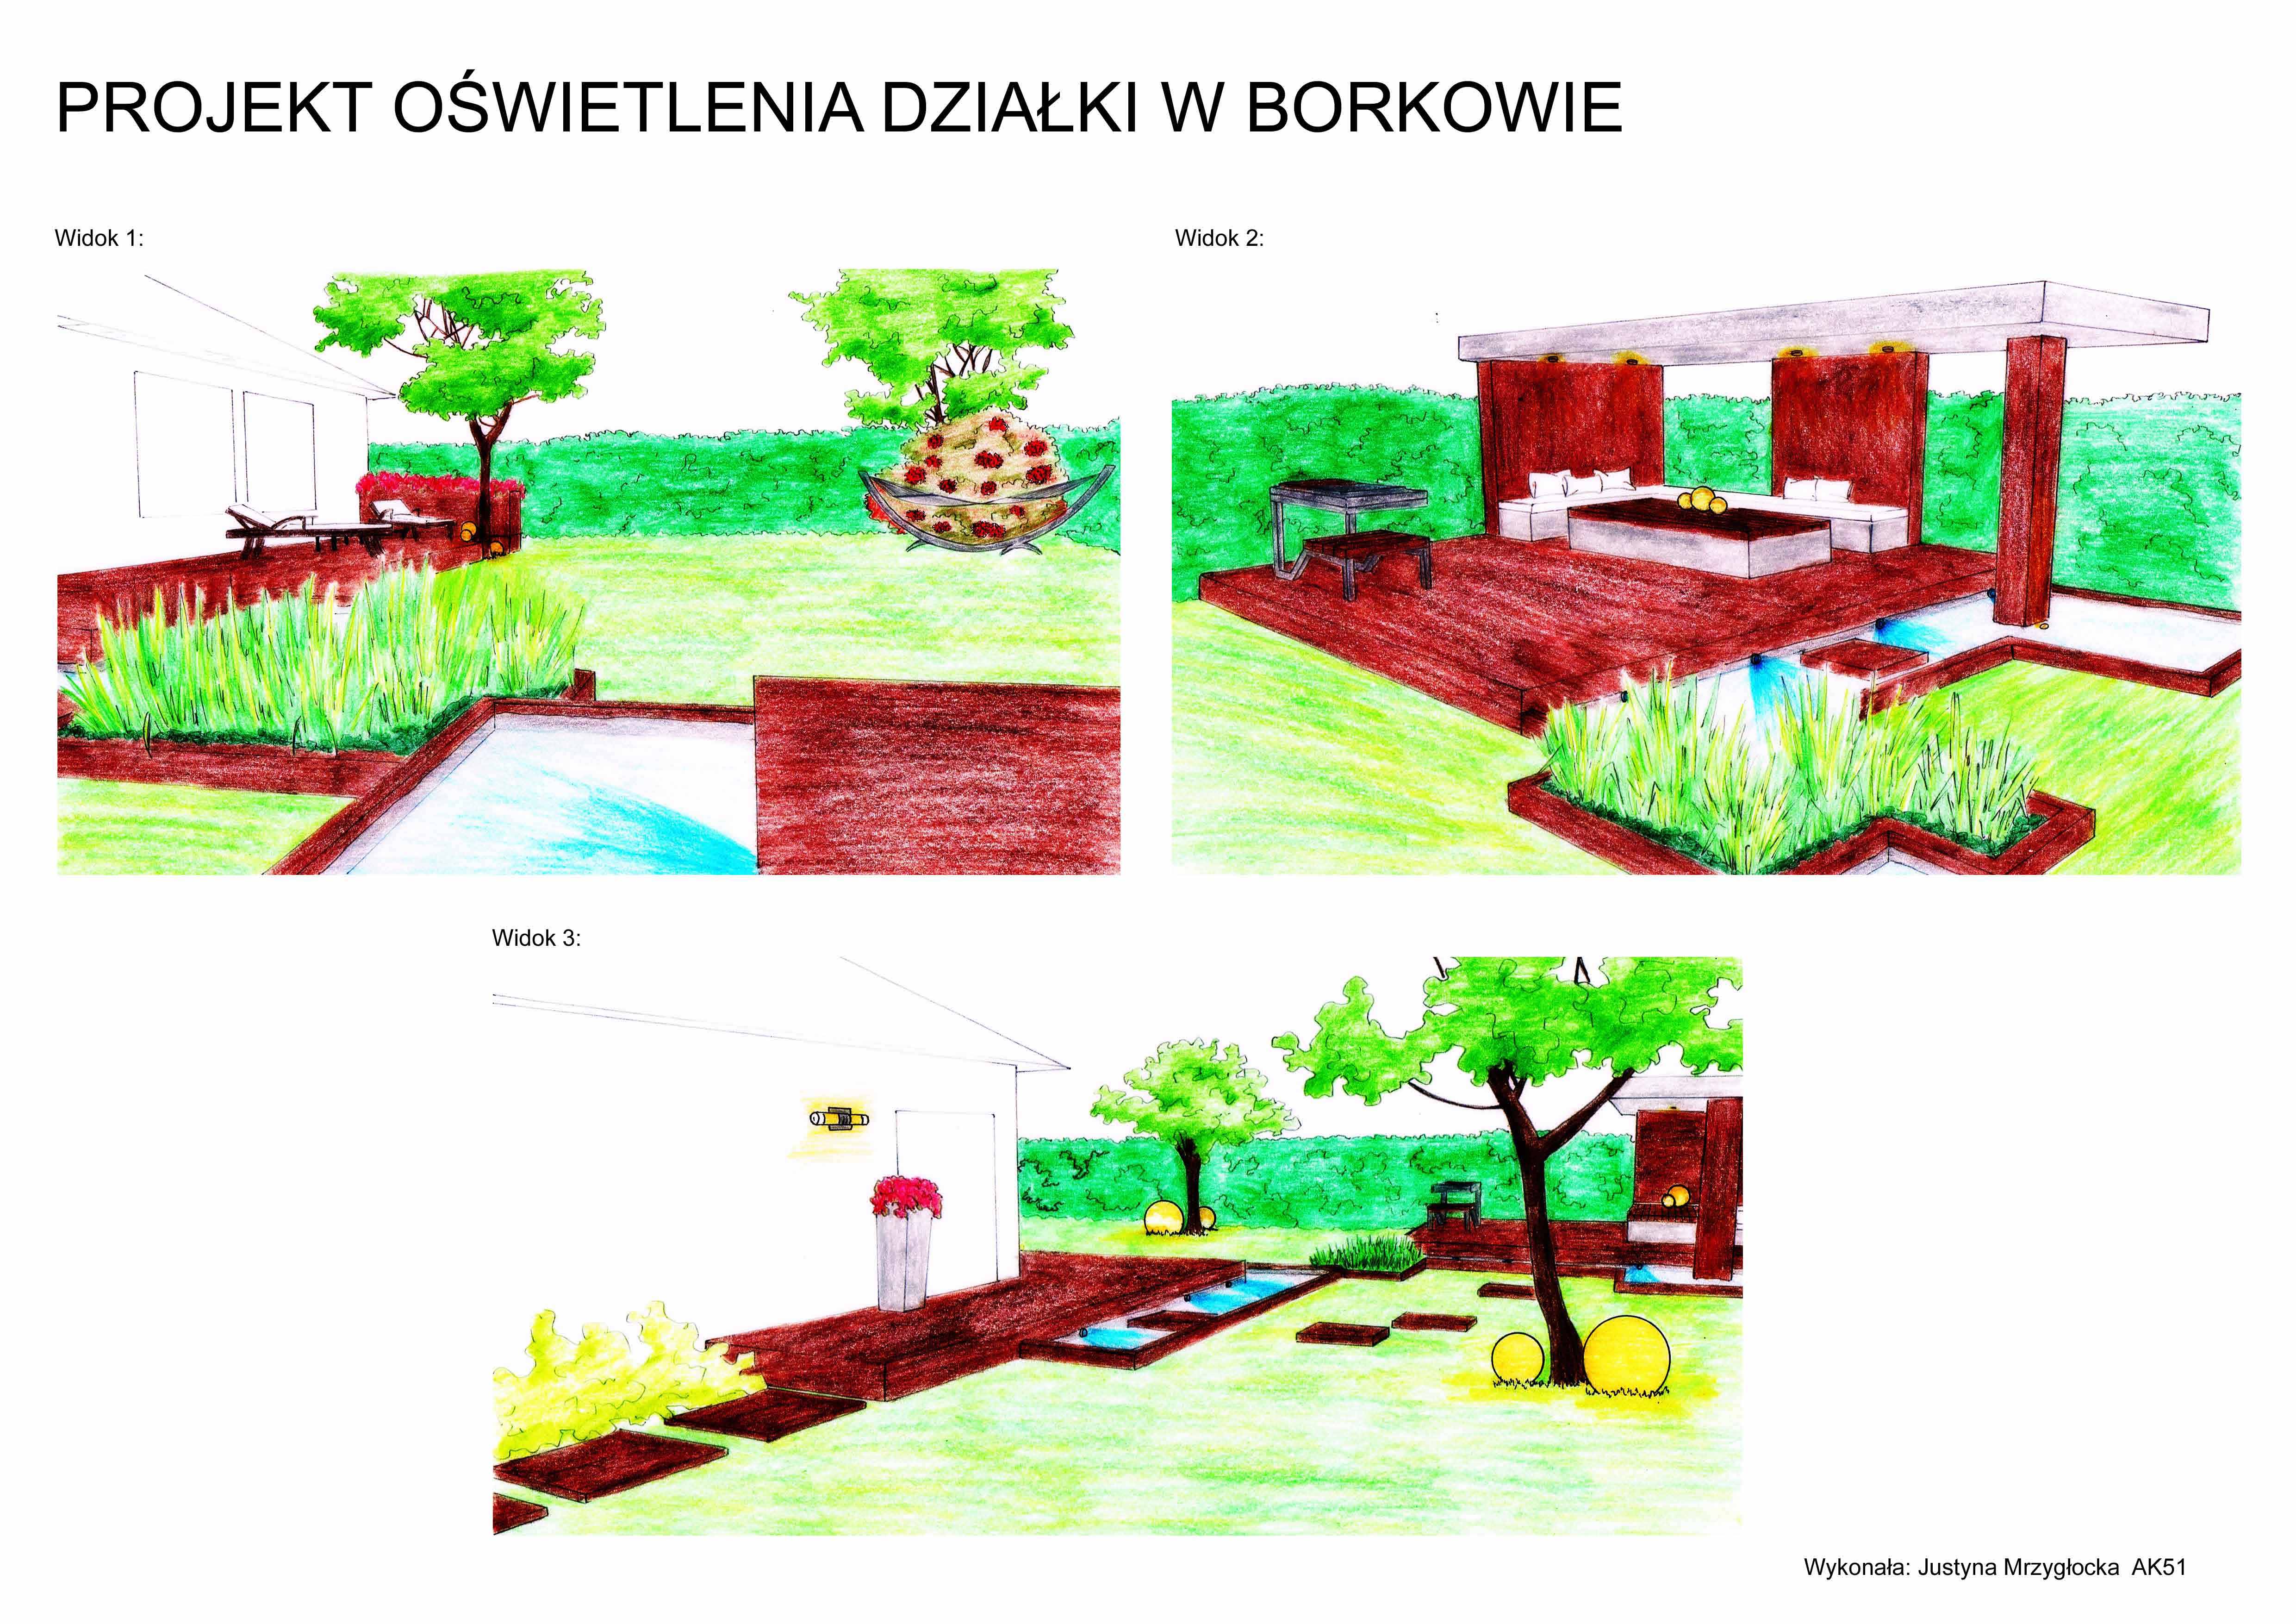 PROJEKT OŚWIETLENIA DZIAŁKI W BORKOWIE
Widok 1:
Widok 2:
Widok 3:
Wykonała: Justyna Mrzygłocka AK51